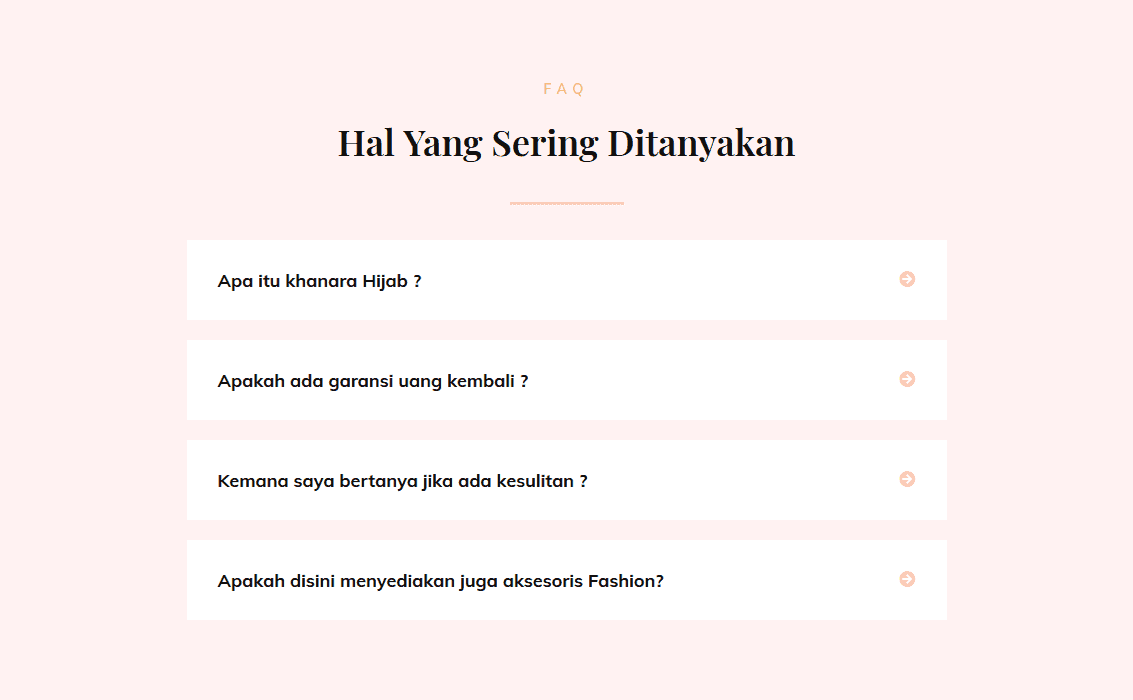 FAQ
Hal Yang Sering Ditanyakan
Apa itu khanara Hijab ?
Apakah ada garansi uang kembali ?
Kemana saya bertanya jika ada kesulitan ?
Apakah disini menyediakan juga aksesoris Fashion?